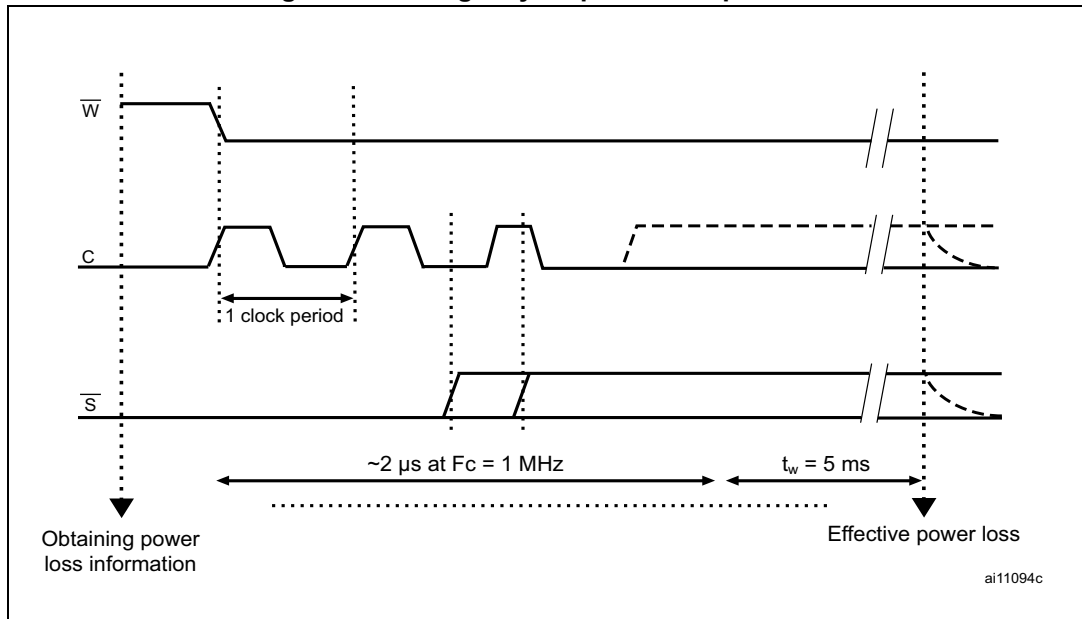 W
C
1 clock period
S
~2 µs at Fc = 1 MHz
tw = 5 ms
Obtaining power
loss information
Effective power loss
ai11094c